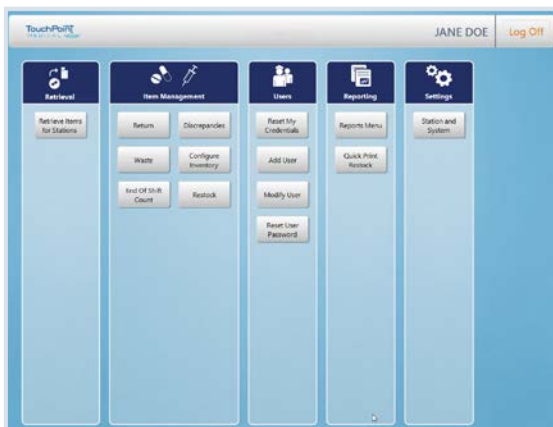 TouchPoint
MEDICAL
JANE DOE
Log Off
Retrieval
Retrieve Items
for Stations
Item Management
Return
Discrepancies
Waste
Configure
Inventory
End Of Shift
Count
Restock
Users
Reset My
Credentials
Add User
Modify User
Reset User
Password
Reporting
Reports Menu
Quick Print
Restock
Settings
Station and
System